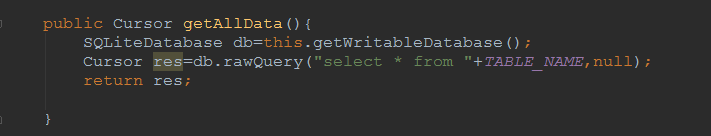 public Cursor getAllData(){
SQLiteDatabase db=this.getWritableDatabase();
Cursor res=db.rawQuery("select * from "+TABLE_NAME,null);
return res;
}